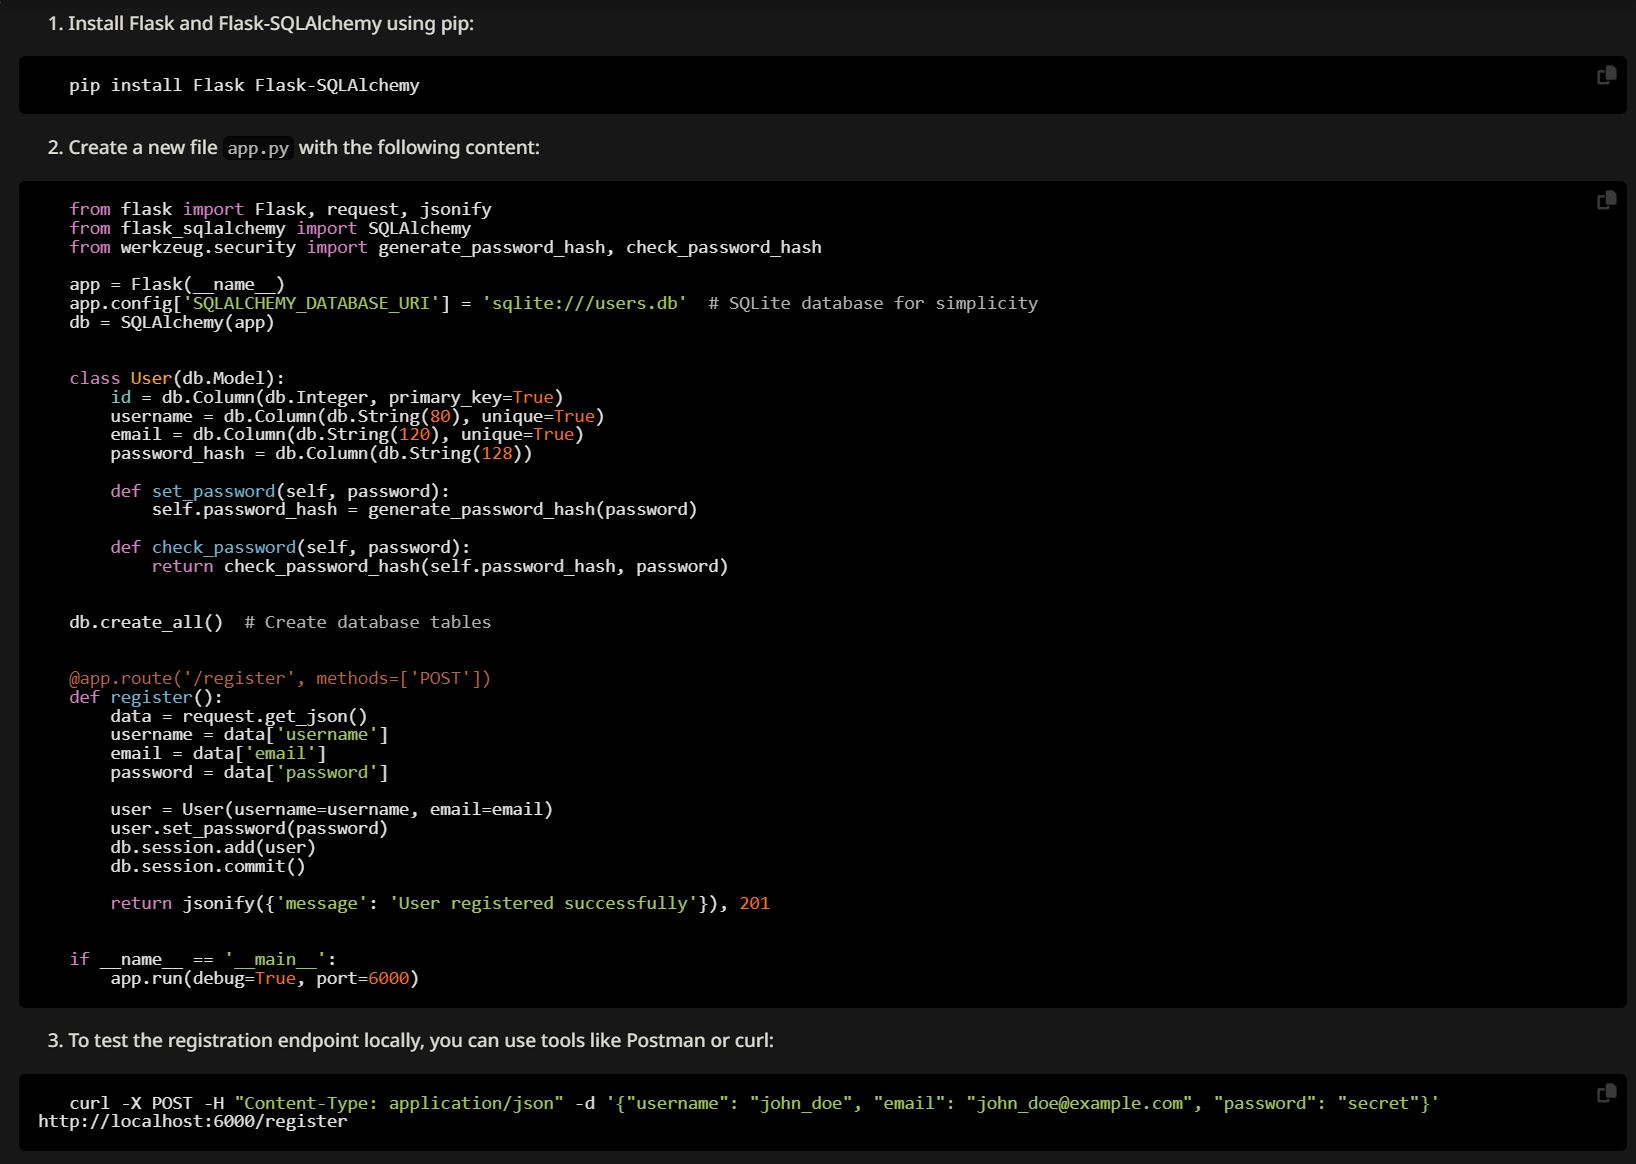 1. Install Flask and Flask-SQLAlchemy using pip:
pip install Flask Flask-SQLAlchemy
2. Create a new file app.py with the following content:
from flask import Flask, request, jsonify
from flask_sqlalchemy import SQLAlchemy
from werkzeug.security import generate_password_hash, check_password_hash
app = Flask(__name__)
app.config['SQLALCHEMY_DATABASE_URI'] = 'sqlite:///users.db'  # SQLite database for simplicity
db = SQLAlchemy(app)
class User(db.Model):
    id = db.Column(db.Integer, primary_key=True)
    username = db.Column(db.String(80), unique=True)
    email = db.Column(db.String(120), unique=True)
    password_hash = db.Column(db.String(128))
    def set_password(self, password):
        self.password_hash = generate_password_hash(password)
    def check_password(self, password):
        return check_password_hash(self.password_hash, password)
db.create_all()  # Create database tables
@app.route('/register', methods=['POST'])
def register():
    data = request.get_json()
    username = data['username']
    email = data['email']
    password = data['password']
    user = User(username=username, email=email)
    user.set_password(password)
    db.session.add(user)
    db.session.commit()
    return jsonify({'message': 'User registered successfully'}), 201
if __name__ == '__main__':
    app.run(debug=True, port=6000)
3. To test the registration endpoint locally, you can use tools like Postman or curl:
curl -X POST -H "Content-Type: application/json" -d '{"username": "john_doe", "email": "john_doe@example.com", "password": "secret"}'
http://localhost:6000/register